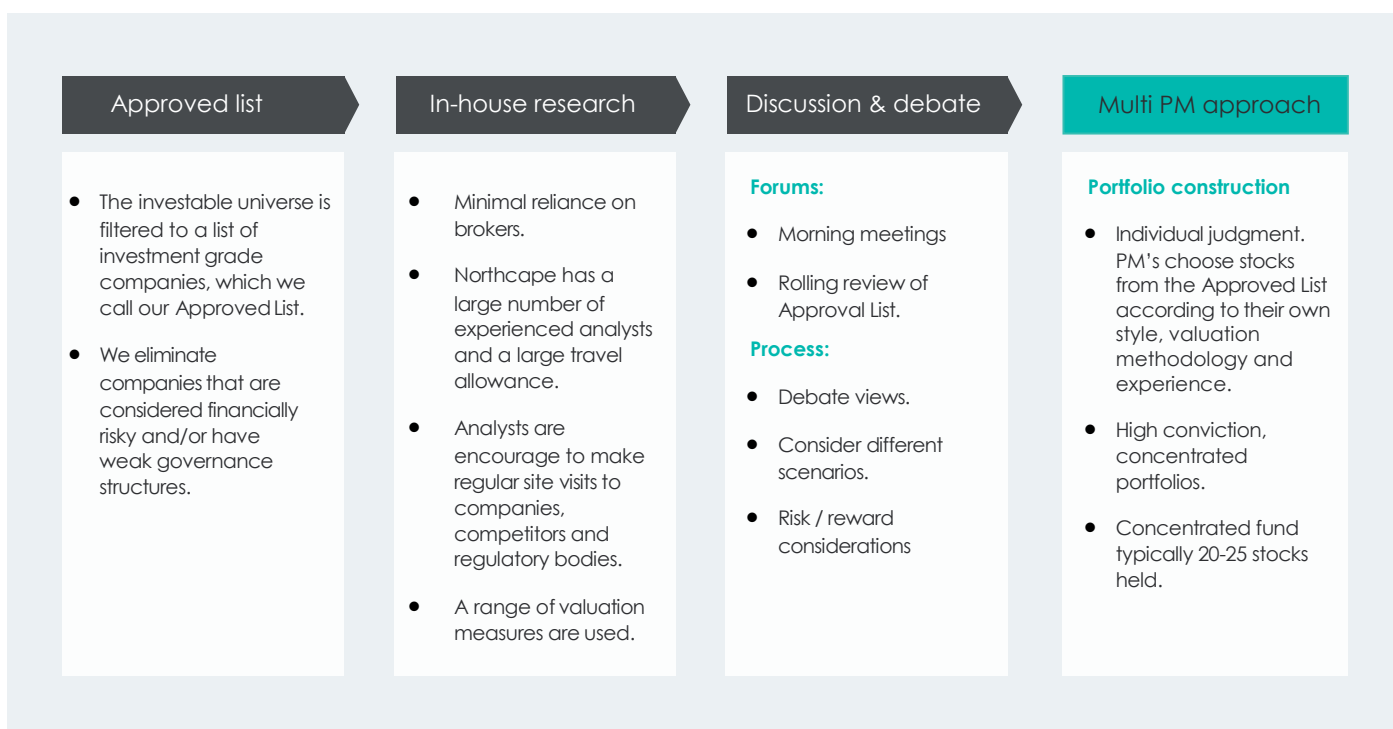 Approved list
The investable universe is
filtered to a list of
investment grade
companies, which we
call our Approved List.
We eliminate
companies that are
considered financially
risky and/or have
weak governance
structures.
In-house research
Minimal reliance on
brokers.
Northcape has a
large number of
experienced analysts
and a large travel
allowance.
Analysts are
encourage to make
regular site visits to
companies,
competitors and
regulatory bodies.
A range of valuation
measures are used.
Discussion & debate
Forums:
Morning meetings
Rolling review of
Approval List.
Process:
Debate views.
Consider different
scenarios.
Risk / reward
considerations
Multi PM approach
Portfolio construction
Individual judgment.
PM's choose stocks
from the Approved List
according to their own
style, valuation
methodology and
experience.
High conviction,
concentrated
portfolios.
Concentrated fund
typically 20-25 stocks
held.